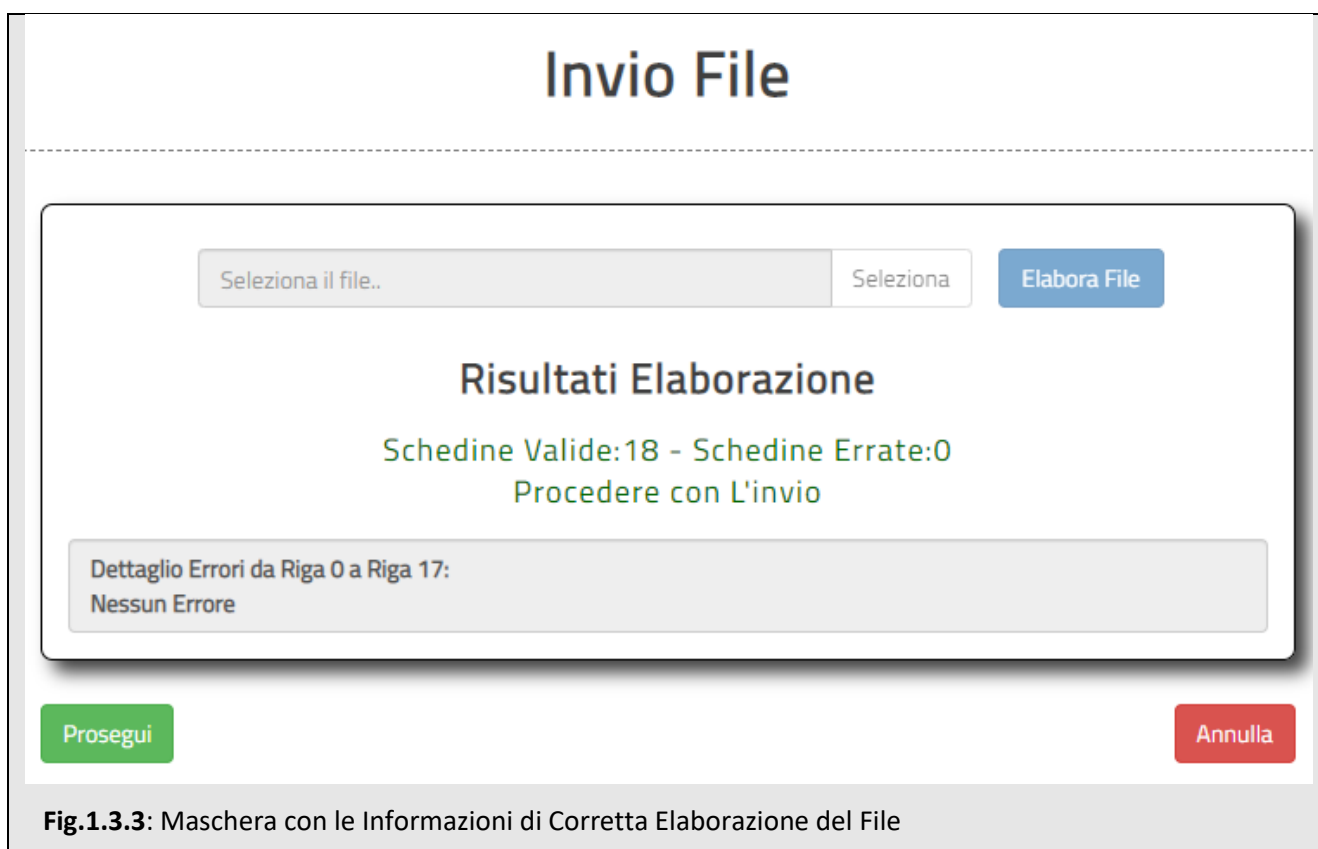 Invio File
Seleziona il file.. Seleziona Elabora File
Risultati Elaborazione
Schedine Valide:18 - Schedine Errate:0
Procedere con L'invio
Dettaglio Errori da Riga 0 a Riga 17:
Nessun Errore
Prosegui Annulla
Fig.1.3.3: Maschera con le Informazioni di Corretta Elaborazione del File